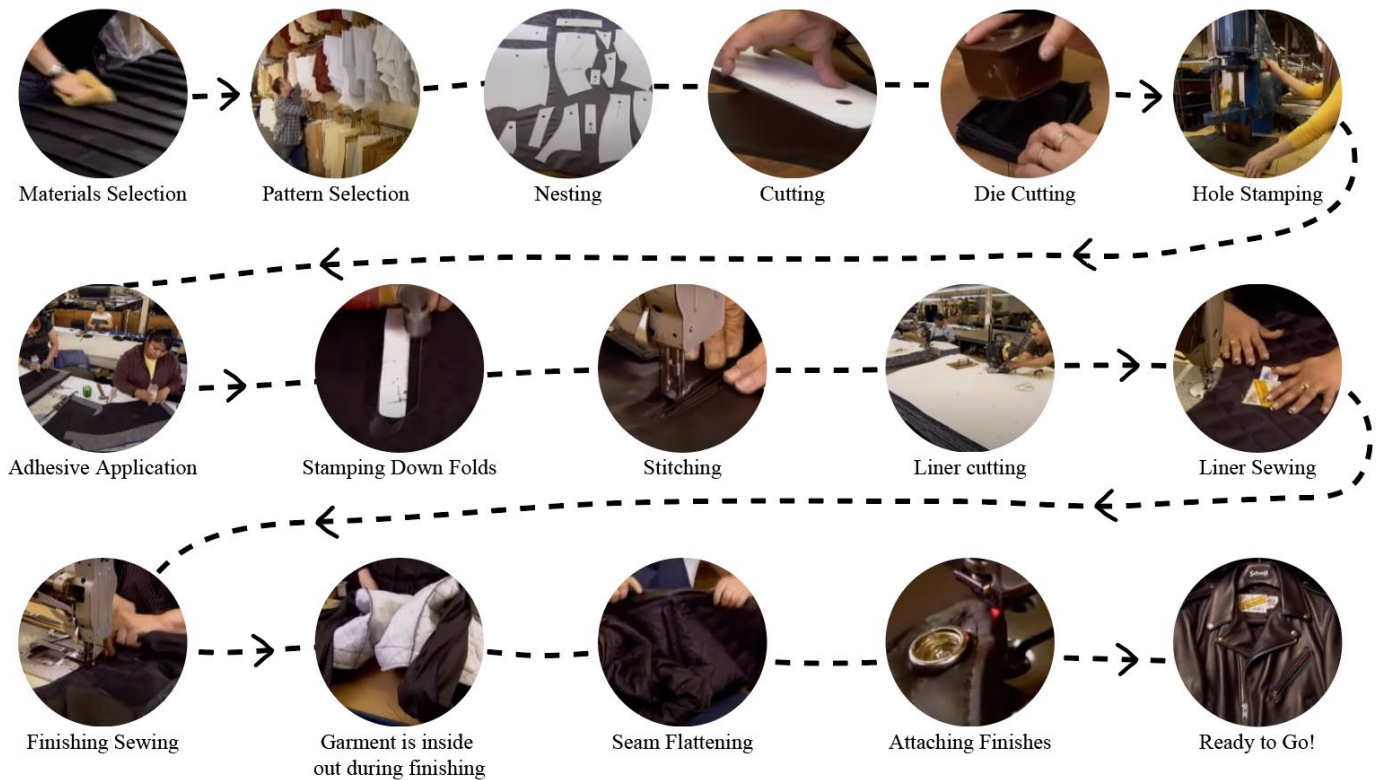 Materials Selection
Pattern Selection
Nesting
Cutting
Die Cutting
Hole Stamping
Adhesive Application
Stamping Down Folds
Stitching
Liner cutting
Liner Sewing
Finishing Sewing
Garment is inside
out during finishing
Seam Flattening
Attaching Finishes
Ready to Go!
Schott